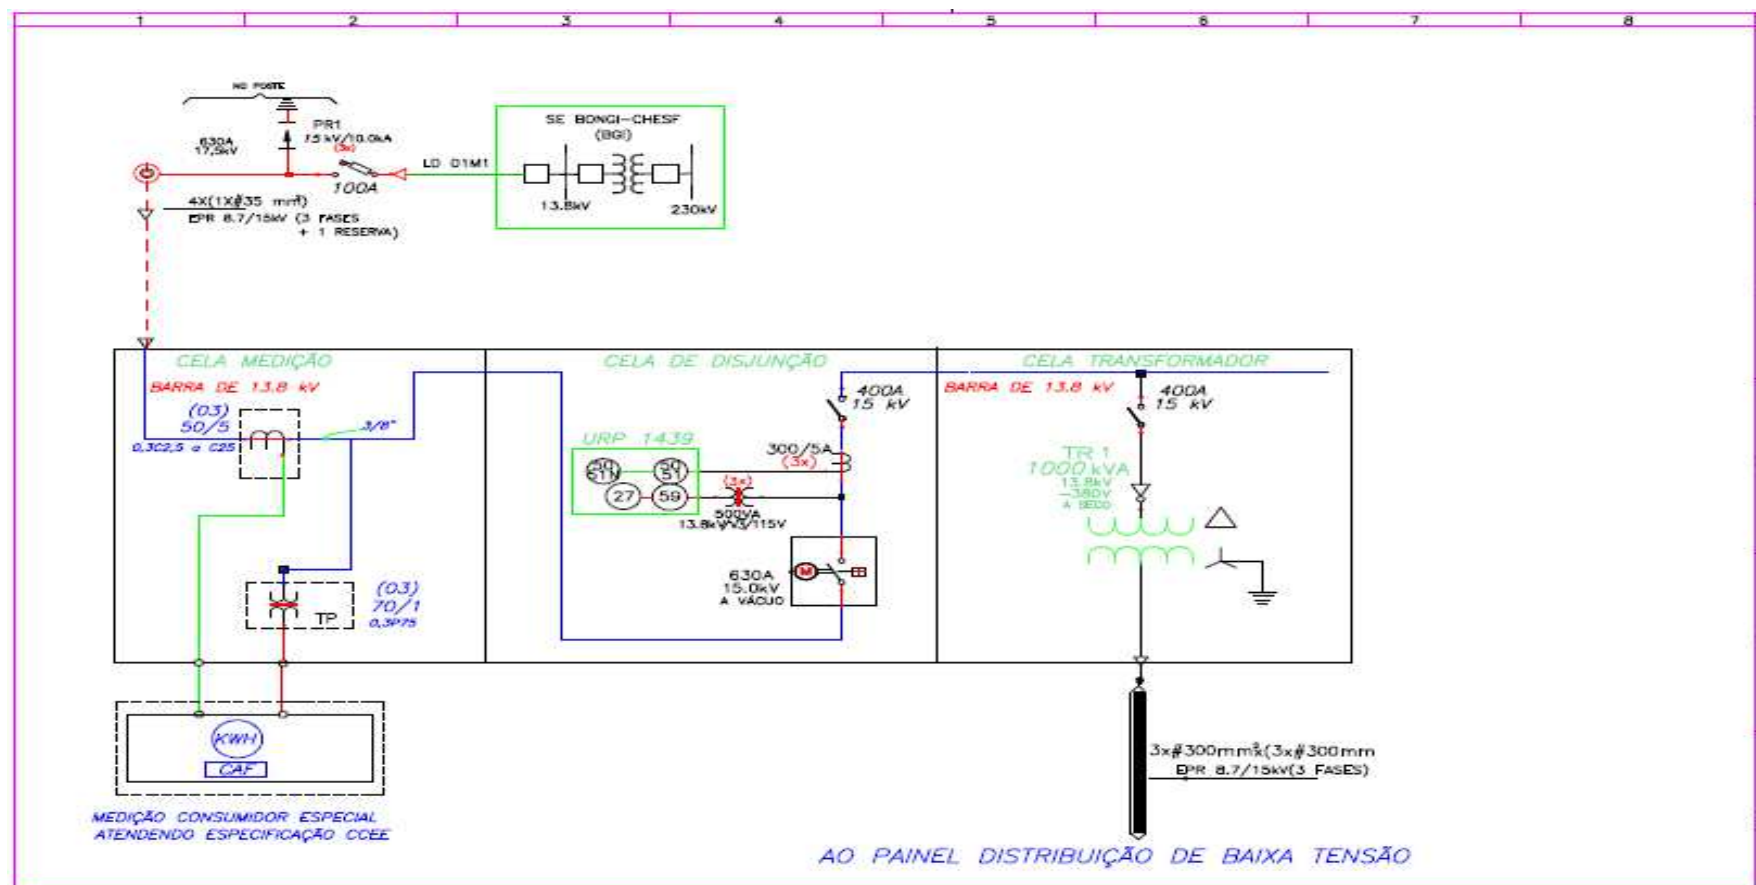 1 2 3 4 5 6 7 8
NO POSTE
630A
17,5kV
PR1
15 kV/10.0kA
(3x)
100A
LD 01M1
SE BONGI-CHESF
(BGI)
13.8kV
230kV
4X(1X#35 mm²)
EPR 8.7/15kV (3 FASES
+ 1 RESERVA)
CELA MEDIÇÃO
BARRA DE 13.8 kV
(03)
50/5
0,3C2,5 a C25
3/8"
(03)
70/1
0,3P75
TP
KWH
CAF
MEDIÇÃO CONSUMIDOR ESPECIAL
ATENDENDO ESPECIFICAÇÃO CCEE
CELA DE DISJUNÇÃO
400A
15 kV
URP 1439
300/5A
(3x)
50
51N
50
51
27
59
(3x)
500VA
13.8kV/√3/115V
630A
15.0kV
A VÁCUO
M
CELA TRANSFORMADOR
BARRA DE 13.8 kV
400A
15 kV
TR 1
1000 kVA
13.8kV
-380V
A SECO
3x#300mm²x(3x#300mm
EPR 8.7/15kV(3 FASES)
AO PAINEL DISTRIBUIÇÃO DE BAIXA TENSÃO